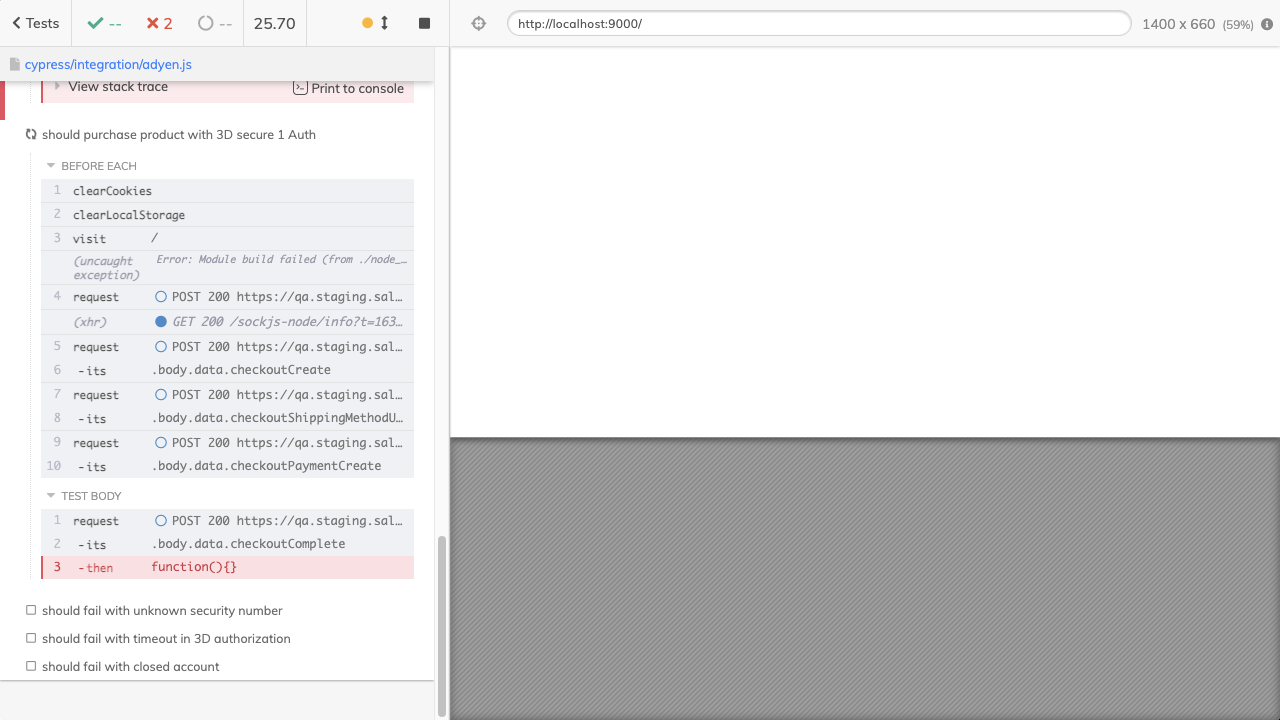 Tests -- 2 -- 25.70 http://localhost:9000/ 1400 x 660 (59%)
cypress/integration/adyen.js
View stack trace Print to console
should purchase product with 3D secure 1 Auth
BEFORE EACH
1 clearCookies
2 clearLocalStorage
3 visit /
(uncaught exception) Error: Module build failed (from ./node_…
4 request POST 200 https://qa.staging.sal…
(xhr) GET 200 /sockjs-node/info?t=163…
5 request POST 200 https://qa.staging.sal…
6 -its .body.data.checkoutCreate
7 request POST 200 https://qa.staging.sal…
8 -its .body.data.checkoutShippingMethodU…
9 request POST 200 https://qa.staging.sal…
10 -its .body.data.checkoutPaymentCreate
TEST BODY
1 request POST 200 https://qa.staging.sal…
2 -its .body.data.checkoutComplete
3 -then function(){}
should fail with unknown security number
should fail with timeout in 3D authorization
should fail with closed account